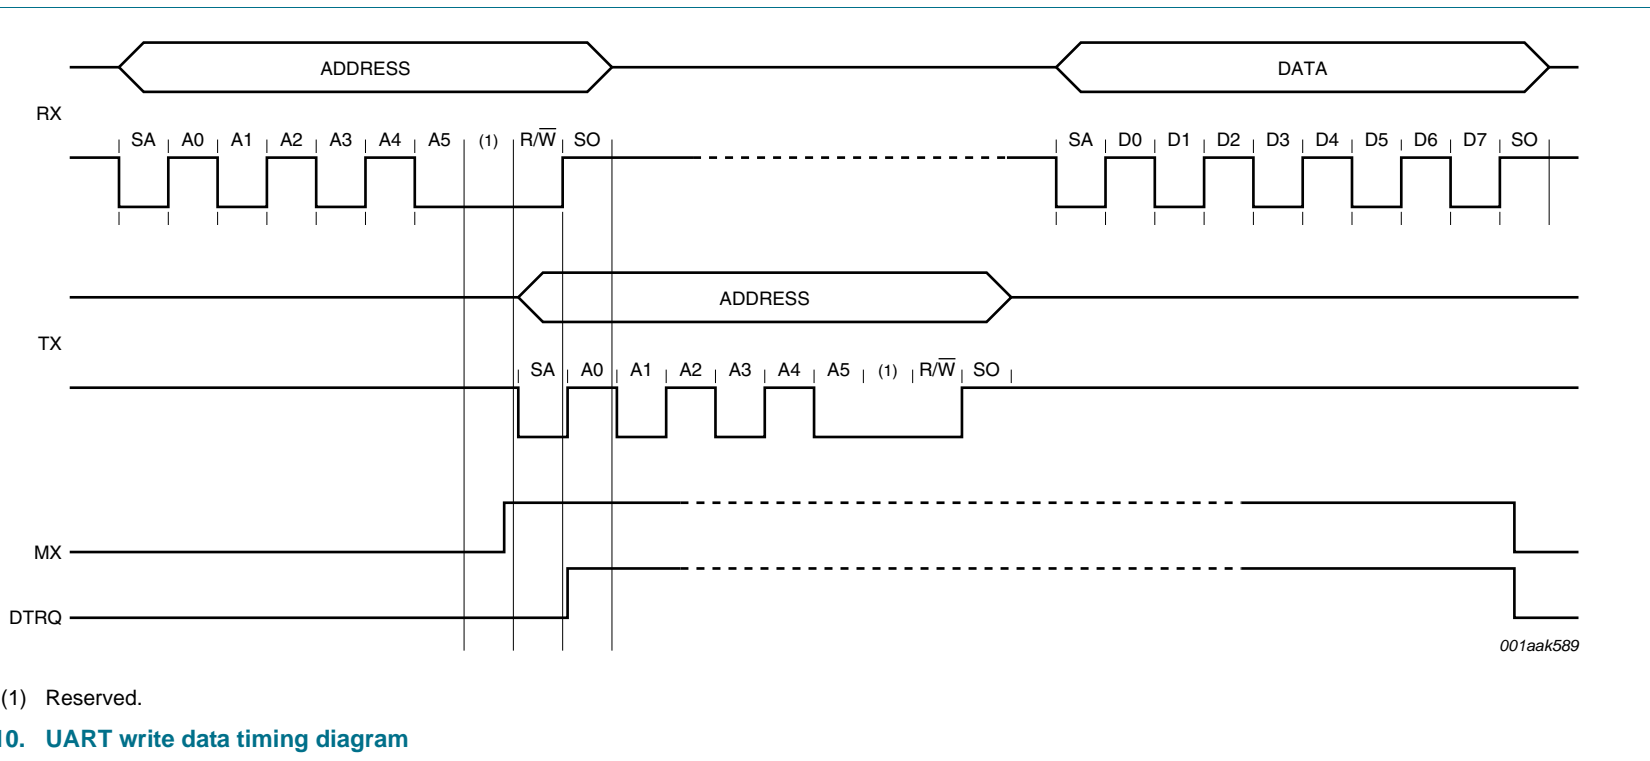 ADDRESS DATA
RX
SA A0 A1 A2 A3 A4 A5 (1) R/W̅ SO SA D0 D1 D2 D3 D4 D5 D6 D7 SO
ADDRESS
TX
SA A0 A1 A2 A3 A4 A5 (1) R/W̅ SO
MX
DTRQ
001aak589
(1) Reserved.
10. UART write data timing diagram